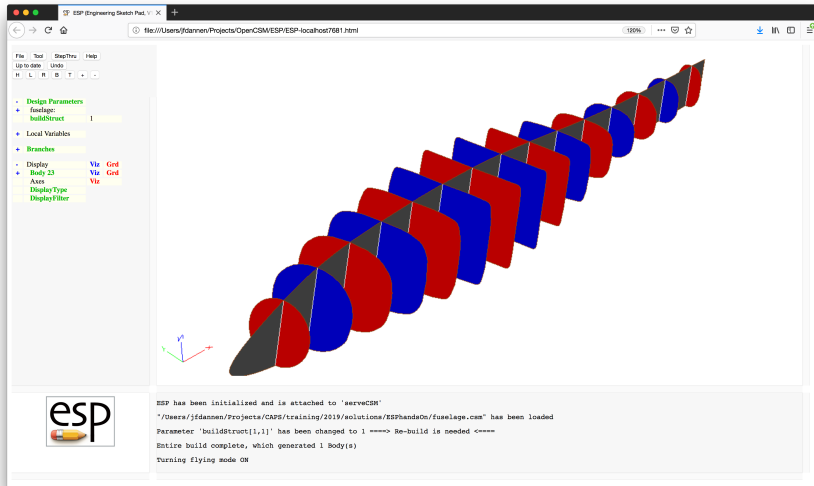 ESP (Engineering Sketch Pad, V
file:///Users/jfdannen/Projects/OpenCSM/ESP/ESP-localhost7681.html
120%
File Tool StepThru Help
Up to date Undo
H L R B T + -
- Design Parameters
+ fuselage:
buildStruct 1
+ Local Variables
+ Branches
- Display Viz Grd
+ Body 23 Viz Grd
Axes Viz
DisplayType
DisplayFilter
esp
ESP has been initialized and is attached to 'serveCSM'
"/Users/jfdannen/Projects/CAPS/training/2019/solutions/ESPhandsOn/fuselage.csm" has been loaded
Parameter 'buildStruct[1,1]' has been changed to 1 ====> Re-build is needed <====
Entire build complete, which generated 1 Body(s)
Turning flying mode ON